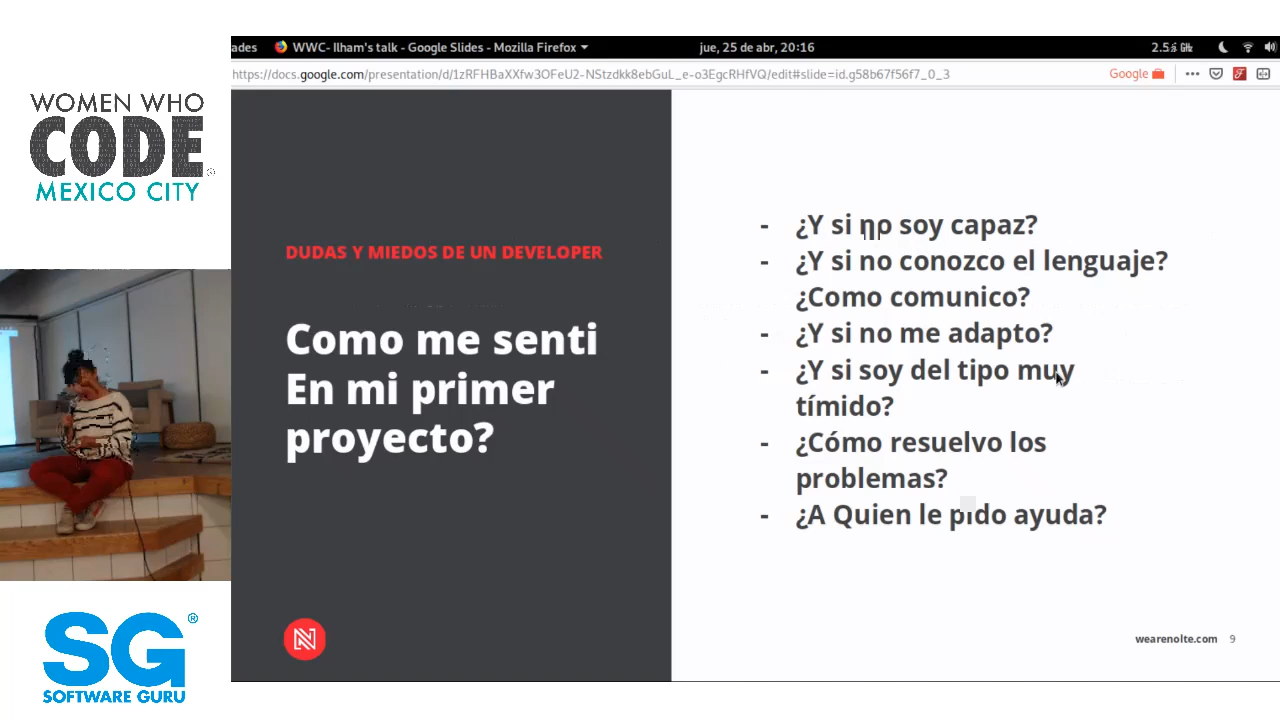 ades WWC- Ilham's talk - Google Slides - Mozilla Firefox jue, 25 de abr, 20:16
https://docs.google.com/presentation/d/1zRFHBaXXfw3OFeU2-NStzdkk8ebGuL_e-o3EgcRHfVQ/edit#slide=id.g58b67f56f7_0_3 Google
WOMEN WHO
CODE
MEXICO CITY
DUDAS Y MIEDOS DE UN DEVELOPER
Como me senti
En mi primer
proyecto?
- ¿Y si no soy capaz?
- ¿Y si no conozco el lenguaje?
¿Como comunico?
- ¿Y si no me adapto?
- ¿Y si soy del tipo muy
tímido?
- ¿Cómo resuelvo los
problemas?
- ¿A Quien le pido ayuda?
wearenolte.com 9
SG®
SOFTWARE GURU